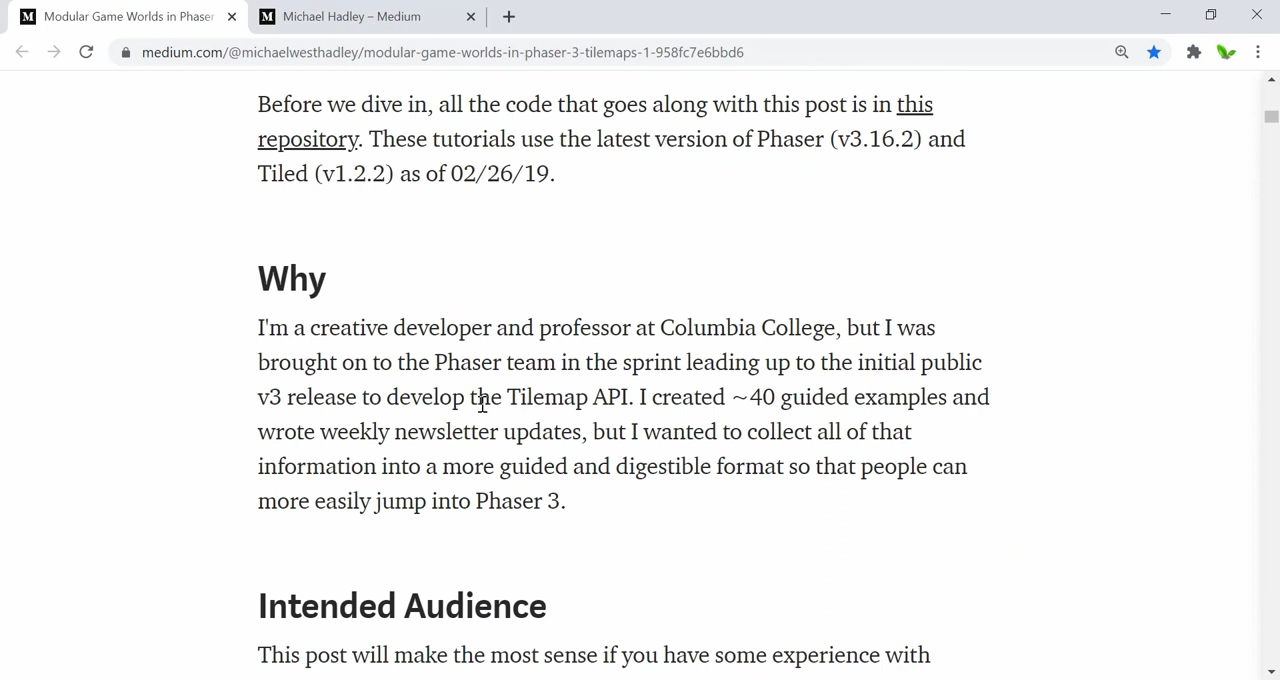 Modular Game Worlds in Phaser
Michael Hadley – Medium
medium.com/@michaelwesthadley/modular-game-worlds-in-phaser-3-tilemaps-1-958fc7e6bbd6
Before we dive in, all the code that goes along with this post is in this
repository. These tutorials use the latest version of Phaser (v3.16.2) and
Tiled (v1.2.2) as of 02/26/19.
Why
I'm a creative developer and professor at Columbia College, but I was
brought on to the Phaser team in the sprint leading up to the initial public
v3 release to develop the Tilemap API. I created ~40 guided examples and
wrote weekly newsletter updates, but I wanted to collect all of that
information into a more guided and digestible format so that people can
more easily jump into Phaser 3.
Intended Audience
This post will make the most sense if you have some experience with